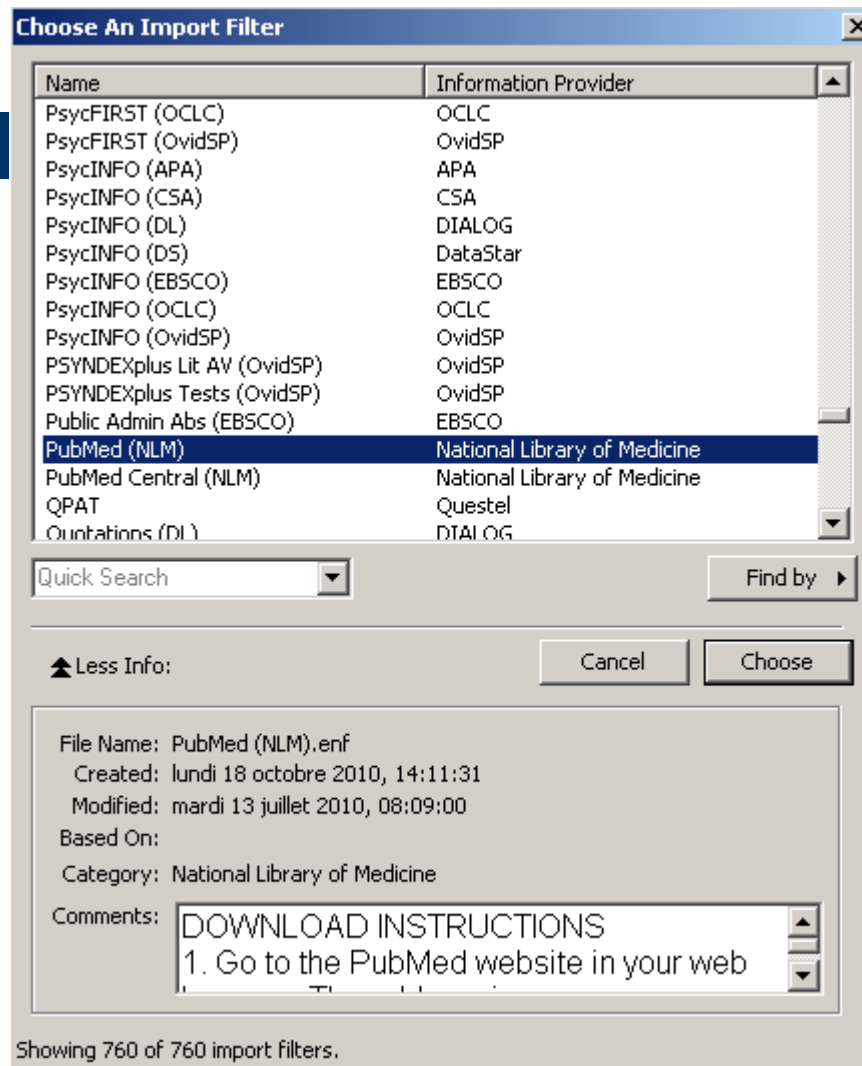 Choose An Import Filter
Name Information Provider
PsycFIRST (OCLC) OCLC
PsycFIRST (OvidSP) OvidSP
PsycINFO (APA) APA
PsycINFO (CSA) CSA
PsycINFO (DL) DIALOG
PsycINFO (DS) DataStar
PsycINFO (EBSCO) EBSCO
PsycINFO (OCLC) OCLC
PsycINFO (OvidSP) OvidSP
PSYNDEXplus Lit AV (OvidSP) OvidSP
PSYNDEXplus Tests (OvidSP) OvidSP
Public Admin Abs (EBSCO) EBSCO
PubMed (NLM) National Library of Medicine
PubMed Central (NLM) National Library of Medicine
QPAT Questel
Quotations (DL) DIALOG
Quick Search Find by
Less Info: Cancel Choose
File Name: PubMed (NLM).enf
Created: lundi 18 octobre 2010, 14:11:31
Modified: mardi 13 juillet 2010, 08:09:00
Based On:
Category: National Library of Medicine
Comments: DOWNLOAD INSTRUCTIONS
1. Go to the PubMed website in your web
Showing 760 of 760 import filters.